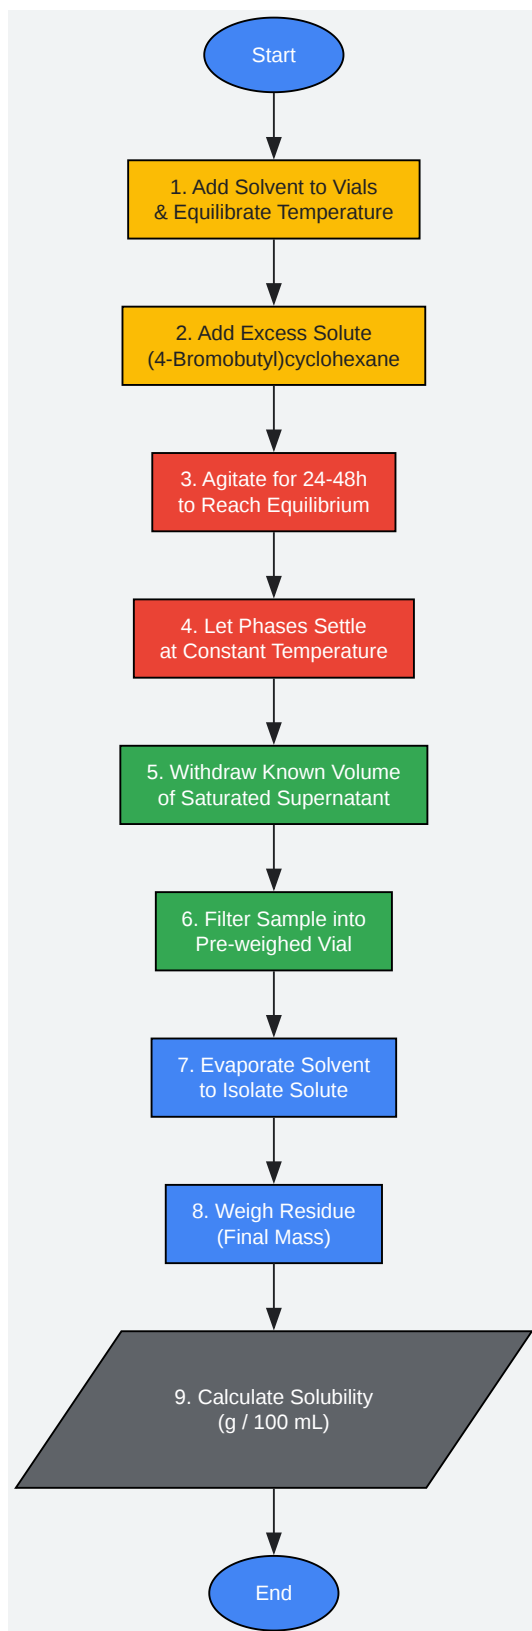 Start
1. Add Solvent to Vials
& Equilibrate Temperature
2. Add Excess Solute
(4-Bromobutyl)cyclohexane
3. Agitate for 24-48h
to Reach Equilibrium
4. Let Phases Settle
at Constant Temperature
5. Withdraw Known Volume
of Saturated Supernatant
6. Filter Sample into
Pre-weighed Vial
7. Evaporate Solvent
to Isolate Solute
8. Weigh Residue
(Final Mass)
9. Calculate Solubility
(g / 100 mL)
End